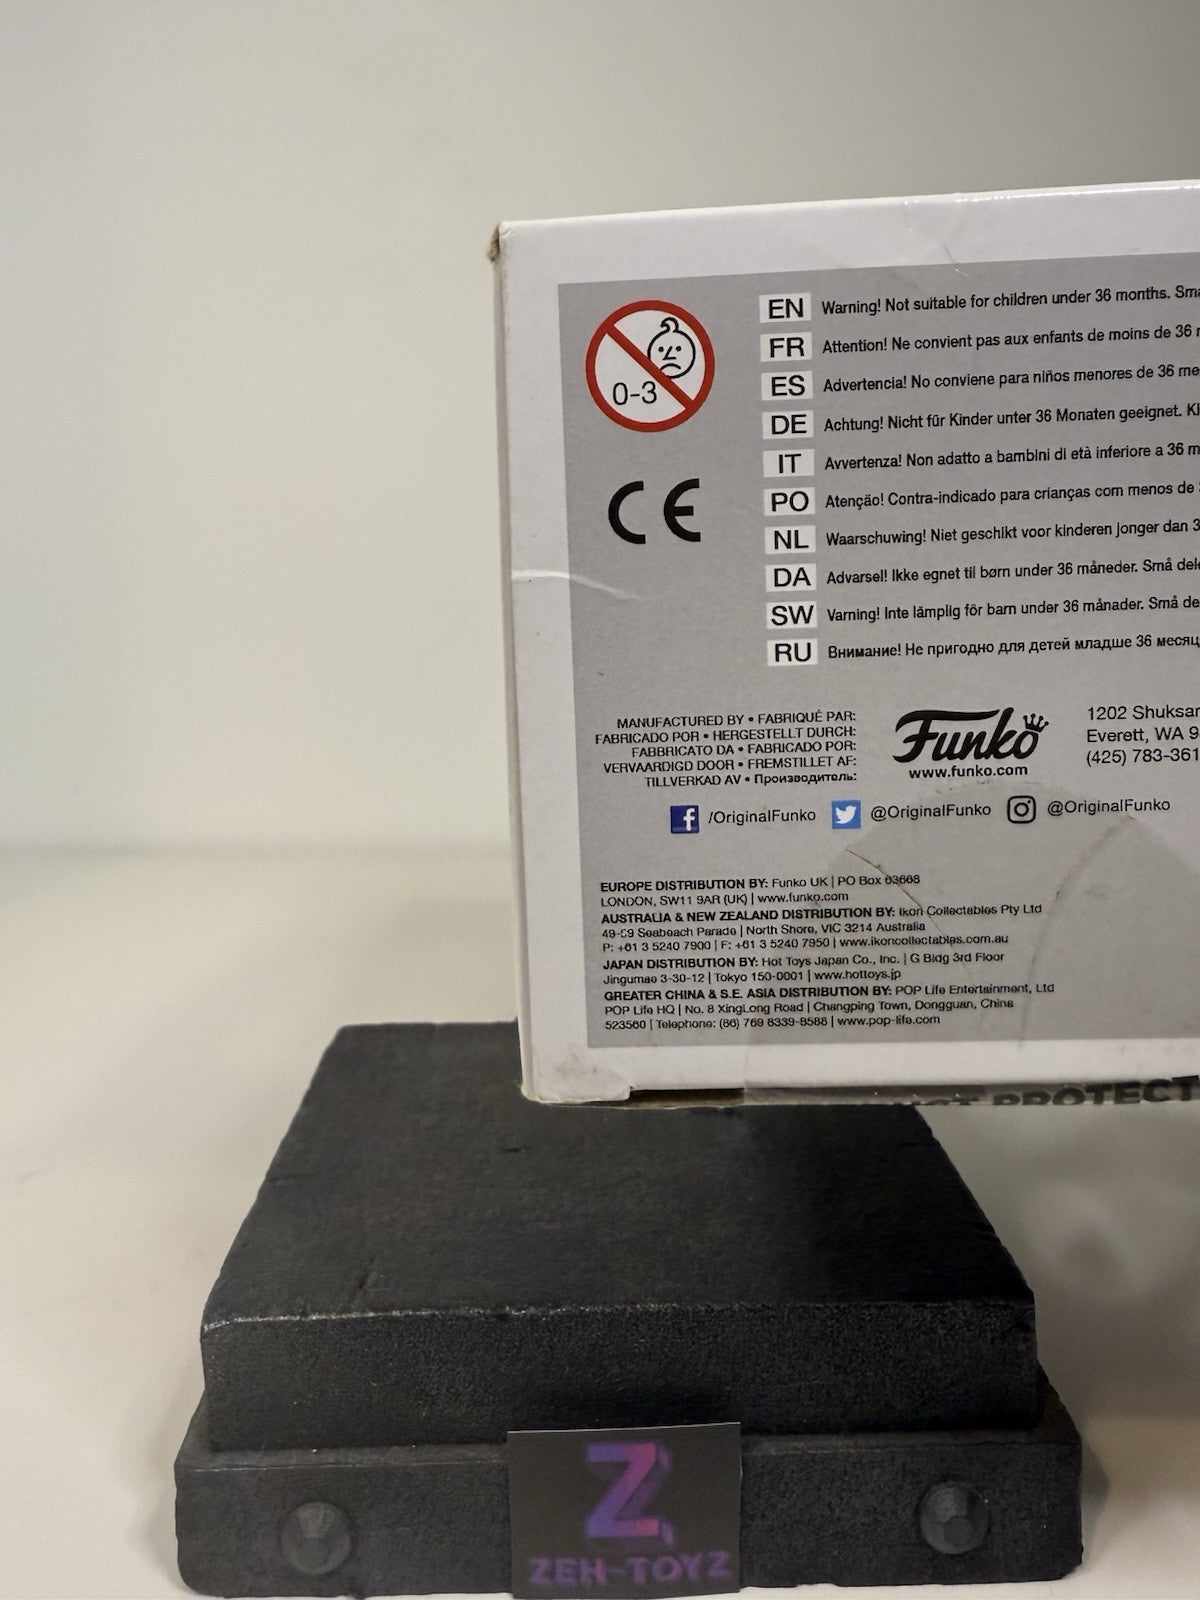 0-3
CE
EN Warning! Not suitable for children under 36 months.
FR Attention! Ne convient pas aux enfants de moins de 36
ES Advertencia! No conviene para niños menores de 36
DE Achtung! Nicht für Kinder unter 36 Monaten geeignet.
IT Avvertenza! Non adatto a bambini di età inferiore a 36
PO Atenção! Contra-indicado para crianças com menos de
NL Waarschuwing! Niet geschikt voor kinderen jonger dan
DA Advarsel! Ikke egnet til børn under 36 måneder. Små
SW Varning! Inte lämplig för barn under 36 månader. Små
RU Внимание! Не пригодно для детей младше 36
MANUFACTURED BY • FABRIQUÉ PAR:
FABRICADO POR • HERGESTELLT DURCH:
FABBRICATO DA • FABRICADO POR:
VERVAARDIGD DOOR • FREMSTILLET AF:
TILLVERKAD AV • Производитель:
Funko
www.funko.com
1202 Shuksan
Everett, WA
(425) 783-361
/OriginalFunko @OriginalFunko @OriginalFunko
EUROPE DISTRIBUTION BY: Funko UK | PO Box 03668
LONDON, SW11 9AR (UK) | www.funko.com
AUSTRALIA & NEW ZEALAND DISTRIBUTION BY: Ikon Collectables Pty Ltd
Seabeach Parade | North Shore, VIC 3214 Australia
P: +61 3 5240 7900 | F: +61 3 5240 7950 | www.ikoncollectables.com.au
JAPAN DISTRIBUTION BY: Hot Toys Japan Co., Inc. | G Bldg 3rd Floor
Jingumae 3-30-12 | Tokyo 150-0001 | www.hottoys.jp
GREATER CHINA & S.E. ASIA DISTRIBUTION BY: POP Life Entertainment, Ltd
POP Life HQ | No. 8 XingLong Road | Changping Town, Dongguan, China
523560 | Telephone: (86) 769 8339-8588 | www.pop-life.com
PROTECT
Z
ZEH-TOYZ